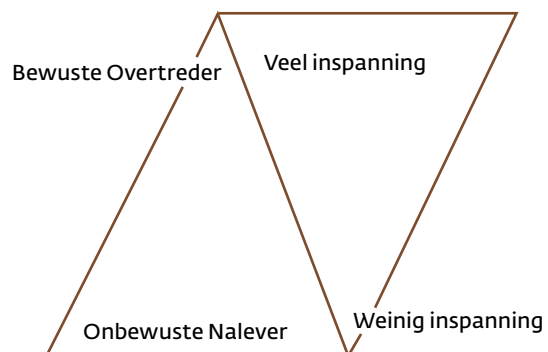 Veel inspanning
Bewuste Overtreder
Weinig inspanning
Onbewuste Nalever